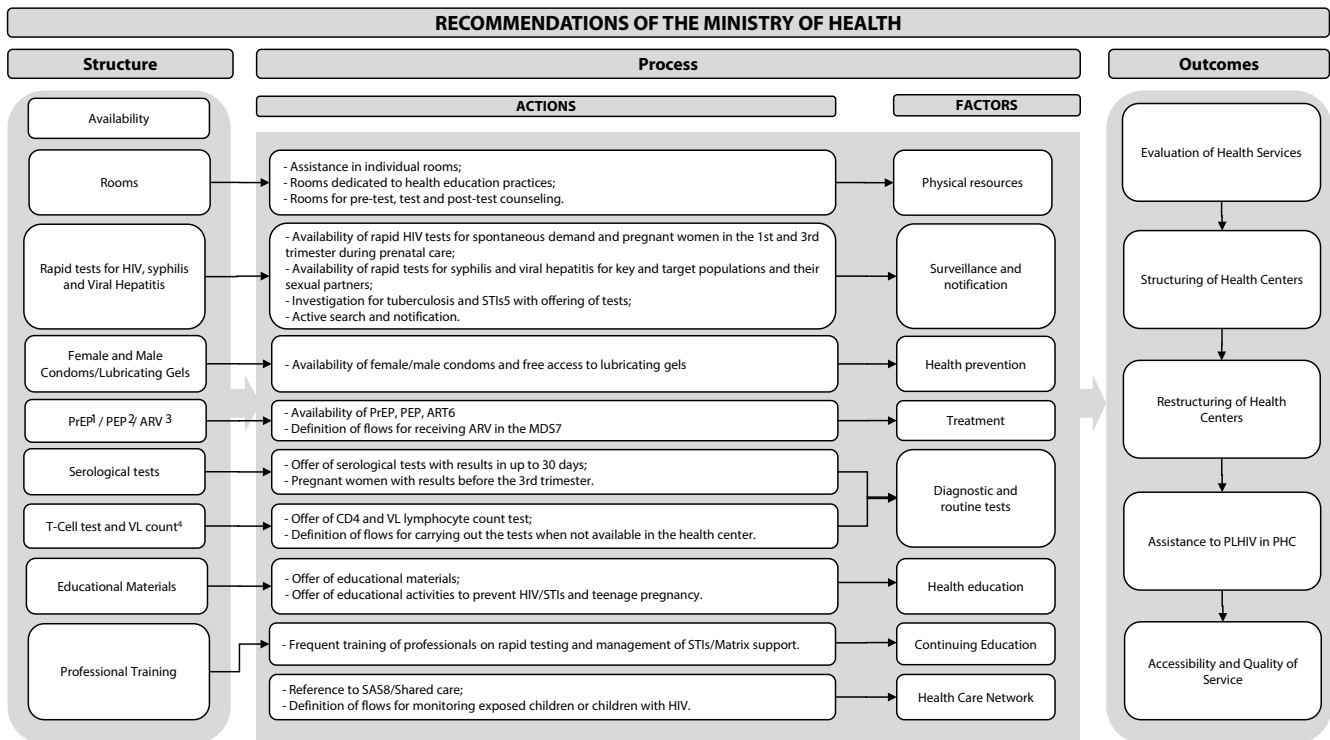 RECOMMENDATIONS OF THE MINISTRY OF HEALTH
Structure
Process
Outcomes
ACTIONS
FACTORS
Availability
Rooms
- Assistance in individual rooms;
- Rooms dedicated to health education practices;
- Rooms for pre-test, test and post-test counseling.
Physical resources
Rapid tests for HIV, syphilis
and Viral Hepatitis
- Availability of rapid HIV tests for spontaneous demand and pregnant women in the 1st and 3rd
trimester during prenatal care;
- Availability of rapid tests for syphilis and viral hepatitis for key and target populations and their
sexual partners;
- Investigation for tuberculosis and STIs5 with offering of tests;
- Active search and notification.
Surveillance and
notification
Female and Male
Condoms/Lubricating Gels
- Availability of female/male condoms and free access to lubricating gels
Health prevention
PrEP1 / PEP2/ ARV 3
- Availability of PrEP, PEP, ART6
- Definition of flows for receiving ARV in the MDS7
Treatment
Serological tests
- Offer of serological tests with results in up to 30 days;
- Pregnant women with results before the 3rd trimester.
T-Cell test and VL count4
- Offer of CD4 and VL lymphocyte count test;
- Definition of flows for carrying out the tests when not available in the health center.
Diagnostic and
routine tests
Educational Materials
- Offer of educational materials;
- Offer of educational activities to prevent HIV/STIs and teenage pregnancy.
Health education
Professional Training
- Frequent training of professionals on rapid testing and management of STIs/Matrix support.
Continuing Education
- Reference to SAS8/Shared care;
- Definition of flows for monitoring exposed children or children with HIV.
Health Care Network
Evaluation of Health Services
Structuring of Health Centers
Restructuring of Health
Centers
Assistance to PLHIV in PHC
Accessibility and Quality of
Service